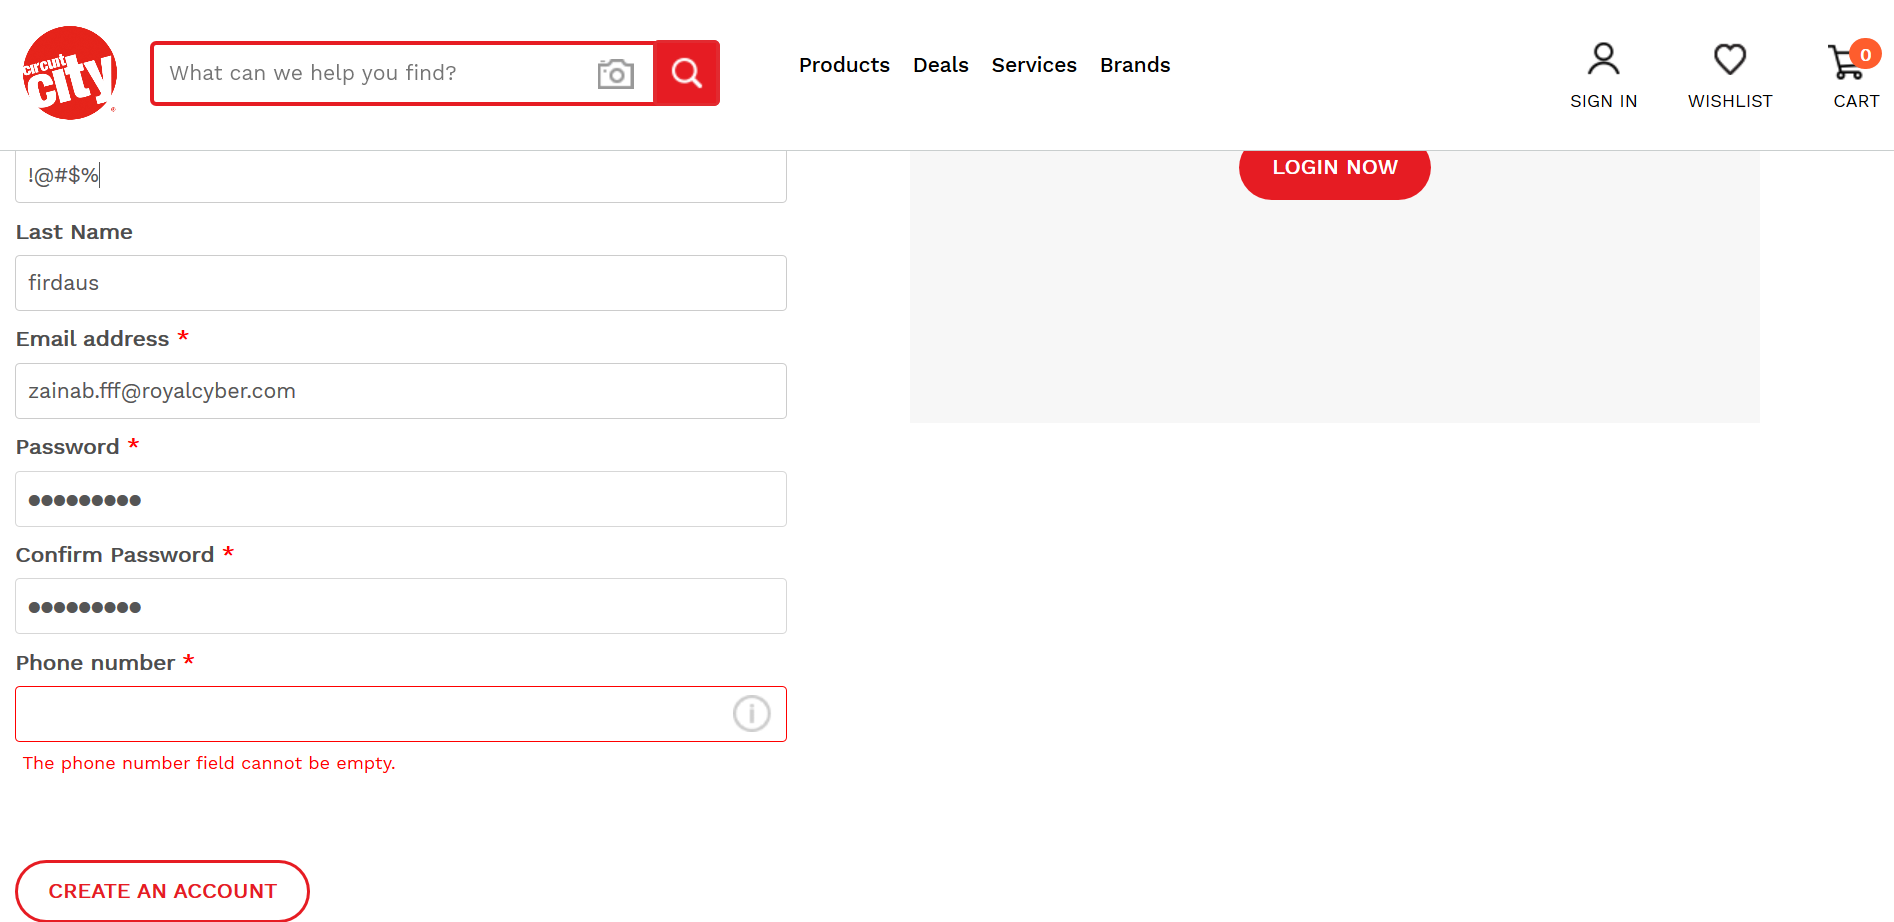 circuit
city
What can we help you find?
Products Deals Services Brands
SIGN IN
WISHLIST
0
CART
!@#$%
LOGIN NOW
Last Name
firdaus
Email address *
zainab.fff@royalcyber.com
Password *
●●●●●●●●●
Confirm Password *
●●●●●●●●●
Phone number *
The phone number field cannot be empty.
CREATE AN ACCOUNT